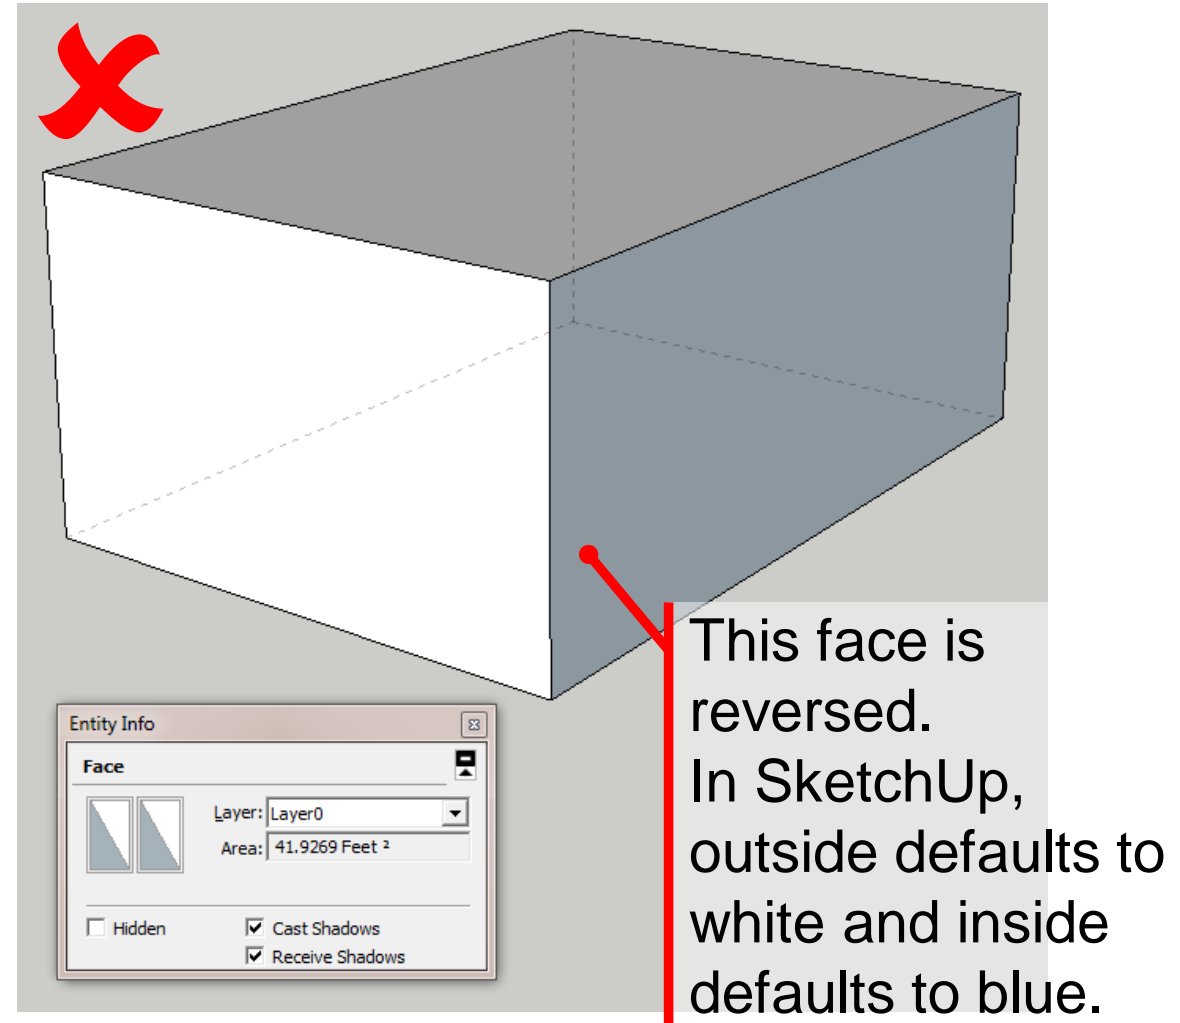 This face is
reversed.
In SketchUp,
outside defaults to
white and inside
defaults to blue.
Entity Info
Face
Layer: Layer0
Area: 41.9269 Feet ²
Hidden
Cast Shadows
Receive Shadows